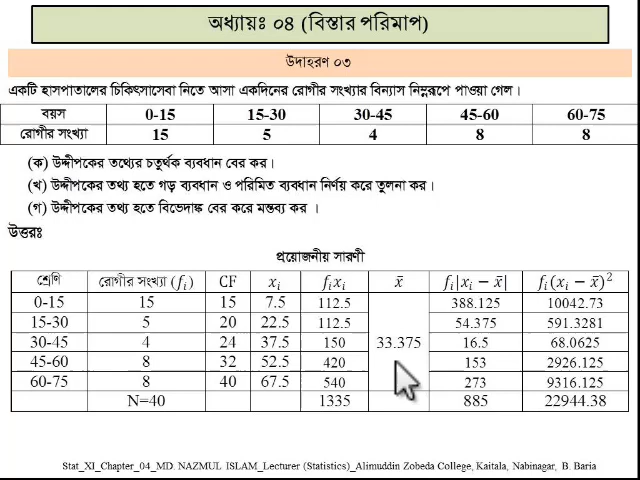 অধ্যায়ঃ ০৪ (বিস্তার পরিমাপ)
উদাহরণ ০৩
একটি হাসপাতালের চিকিৎসাসেবা নিতে আসা একদিনের রোগীর সংখ্যার বিন্যাস নিম্নরূপে পাওয়া গেল।
বয়স 0-15 15-30 30-45 45-60 60-75
রোগীর সংখ্যা 15 5 4 8 8
(ক) উদ্দীপকের তথ্যের চতুর্থক ব্যবধান বের কর।
(খ) উদ্দীপকের তথ্য হতে গড় ব্যবধান ও পরিমিত ব্যবধান নির্ণয় করে তুলনা কর।
(গ) উদ্দীপকের তথ্য হতে বিভেদাঙ্ক বের করে মন্তব্য কর ।
উত্তরঃ
প্রয়োজনীয় সারণী
শ্রেণি রোগীর সংখ্যা (fᵢ) CF xᵢ fᵢxᵢ x̄ fᵢ|xᵢ − x̄| fᵢ(xᵢ − x̄)²
0-15 15 15 7.5 112.5 388.125 10042.73
15-30 5 20 22.5 112.5 54.375 591.3281
30-45 4 24 37.5 150 33.375 16.5 68.0625
45-60 8 32 52.5 420 153 2926.125
60-75 8 40 67.5 540 273 9316.125
N=40 1335 885 22944.38
Stat_XI_Chapter_04_MD. NAZMUL ISLAM_Lecturer (Statistics)_Alimuddin Zobeda College, Kaitala, Nabinagar, B. Baria